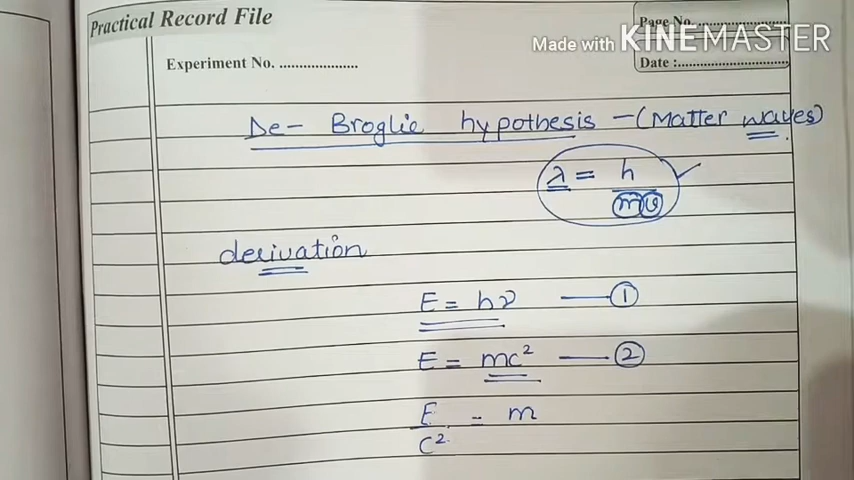 Practical Record File
Page No. ........................
Made with KINEMASTER
Experiment No. ....................
Date :..............................
De- Broglie hypothesis - (Matter waves)
λ = h
mv
derivation
E = hν ——— 1
E = mc² ——— 2
E = m
c²